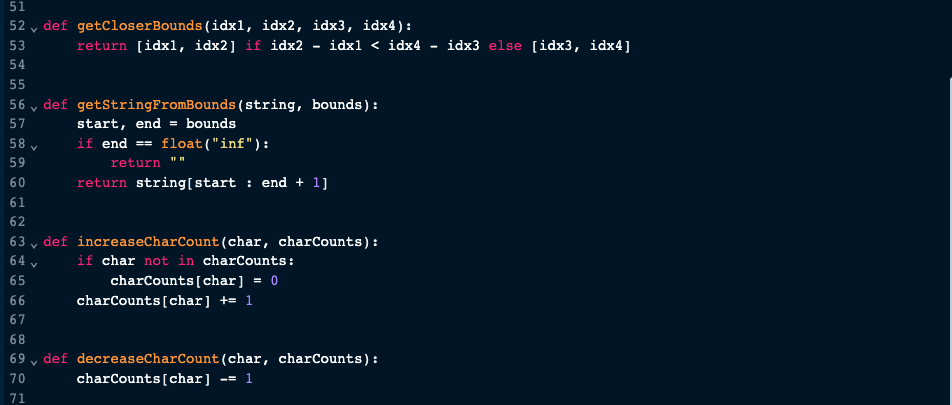 51
52 def getCloserBounds(idx1, idx2, idx3, idx4):
53     return [idx1, idx2] if idx2 - idx1 < idx4 - idx3 else [idx3, idx4]
54
55
56 def getStringFromBounds(string, bounds):
57     start, end = bounds
58     if end == float("inf"):
59         return ""
60     return string[start : end + 1]
61
62
63 def increaseCharCount(char, charCounts):
64     if char not in charCounts:
65         charCounts[char] = 0
66     charCounts[char] += 1
67
68
69 def decreaseCharCount(char, charCounts):
70     charCounts[char] -= 1
71